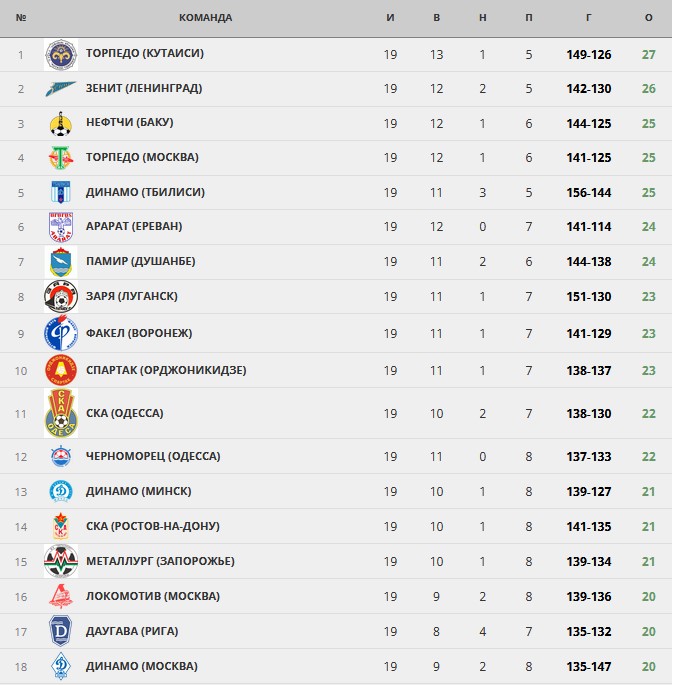 № КОМАНДА И В Н П Г О
1 ТОРПЕДО (КУТАИСИ) 19 13 1 5 149-126 27
2 ЗЕНИТ (ЛЕНИНГРАД) 19 12 2 5 142-130 26
3 НЕФТЧИ (БАКУ) 19 12 1 6 144-125 25
4 ТОРПЕДО (МОСКВА) 19 12 1 6 141-125 25
5 ДИНАМО (ТБИЛИСИ) 19 11 3 5 156-144 25
6 АРАРАТ (ЕРЕВАН) 19 12 0 7 141-114 24
7 ПАМИР (ДУШАНБЕ) 19 11 2 6 144-138 24
8 ЗАРЯ (ЛУГАНСК) 19 11 1 7 151-130 23
9 ФАКЕЛ (ВОРОНЕЖ) 19 11 1 7 141-129 23
10 СПАРТАК (ОРДЖОНИКИДЗЕ) 19 11 1 7 138-137 23
11 СКА (ОДЕССА) 19 10 2 7 138-130 22
12 ЧЕРНОМОРЕЦ (ОДЕССА) 19 11 0 8 137-133 22
13 ДИНАМО (МИНСК) 19 10 1 8 139-127 21
14 СКА (РОСТОВ-НА-ДОНУ) 19 10 1 8 141-135 21
15 МЕТАЛЛУРГ (ЗАПОРОЖЬЕ) 19 10 1 8 139-134 21
16 ЛОКОМОТИВ (МОСКВА) 19 9 2 8 139-136 20
17 ДАУГАВА (РИГА) 19 8 4 7 135-132 20
18 ДИНАМО (МОСКВА) 19 9 2 8 135-147 20